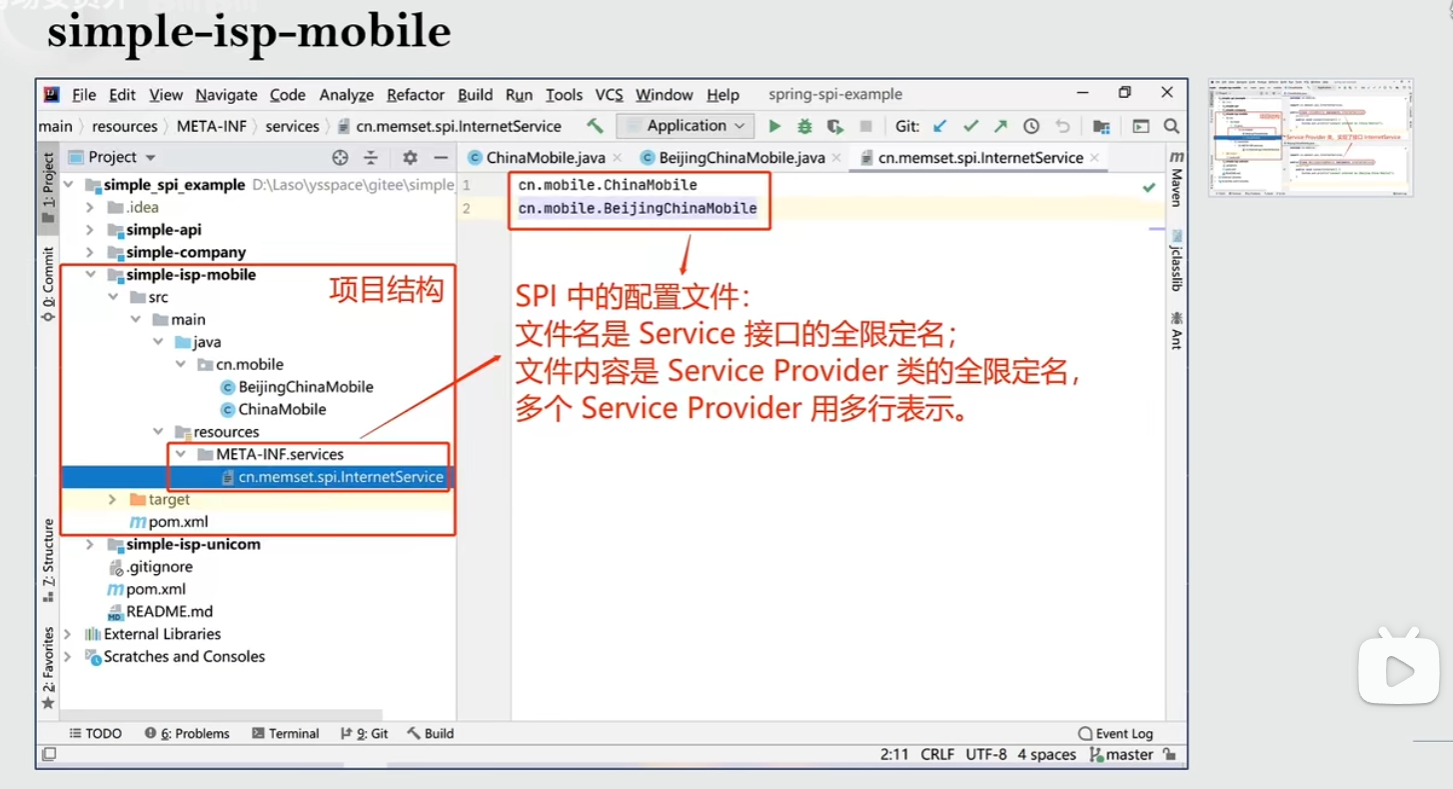 simple-isp-mobile
File Edit View Navigate Code Analyze Refactor Build Run Tools VCS Window Help spring-spi-example
main resources META-INF services cn.memset.spi.InternetService Application Git:
1: Project
0: Commit
7: Structure
2: Favorites
Project
simple_spi_example D:\Laso\ysspace\gitee\simple_
.idea
simple-api
simple-company
simple-isp-mobile
项目结构
src
main
java
cn.mobile
BeijingChinaMobile
ChinaMobile
resources
META-INF.services
cn.memset.spi.InternetService
target
pom.xml
simple-isp-unicom
.gitignore
pom.xml
README.md
External Libraries
Scratches and Consoles
ChinaMobile.java BeijingChinaMobile.java cn.memset.spi.InternetService
1 cn.mobile.ChinaMobile
2 cn.mobile.BeijingChinaMobile
SPI 中的配置文件：
文件名是 Service 接口的全限定名；
文件内容是 Service Provider 类的全限定名，
多个 Service Provider 用多行表示。
Maven
jclasslib
Ant
TODO 6: Problems Terminal 9: Git Build Event Log
2:11 CRLF UTF-8 4 spaces master